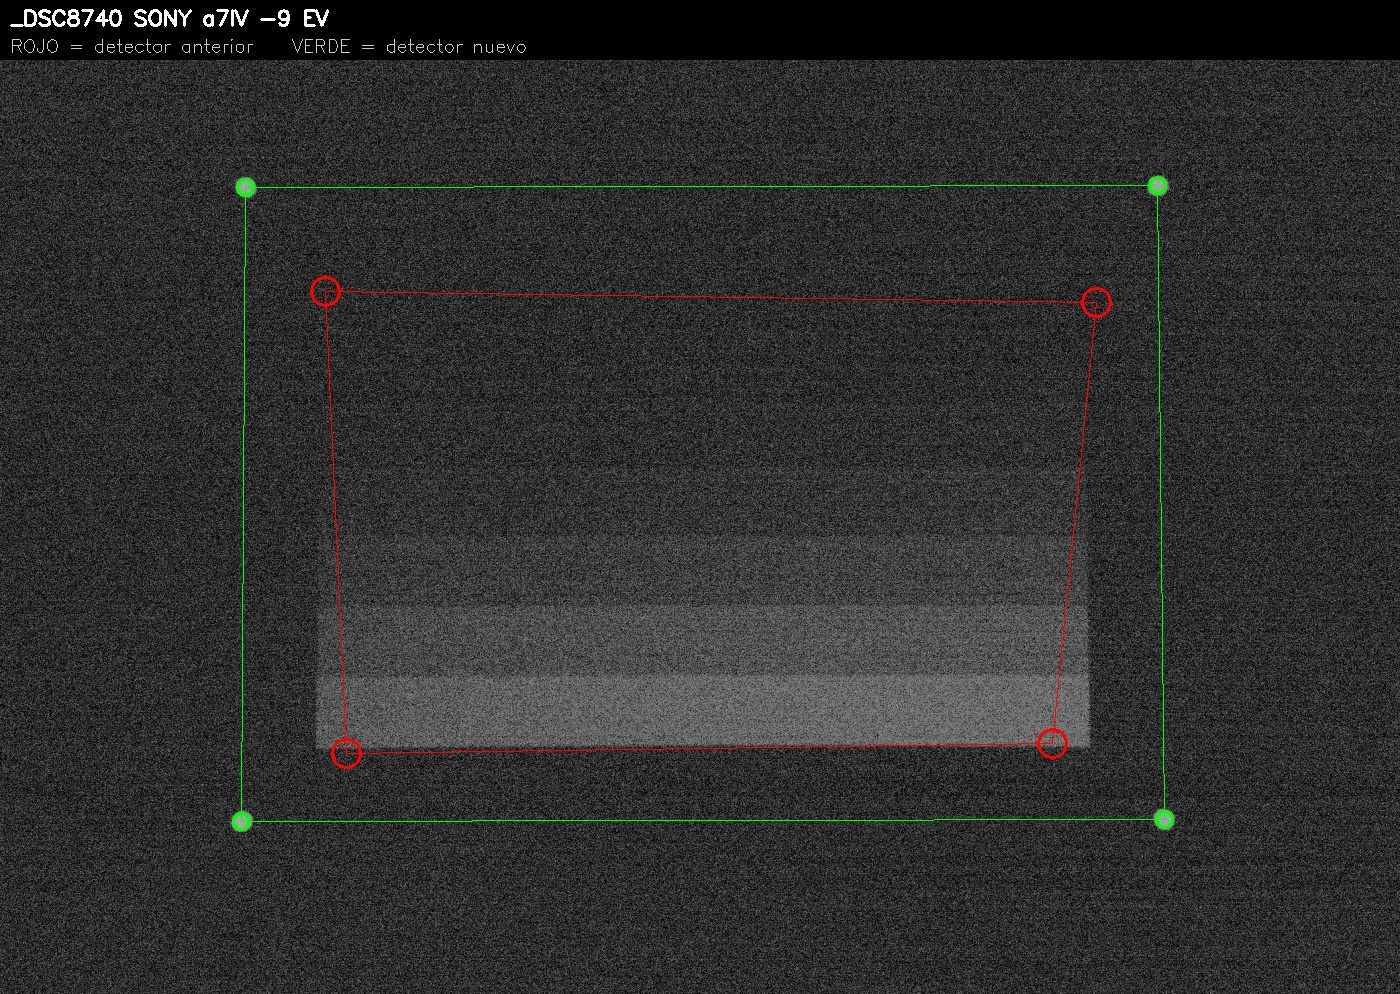 _DSC8740 SONY a7IV -9 EV
ROJO = detector anterior    VERDE = detector nuevo